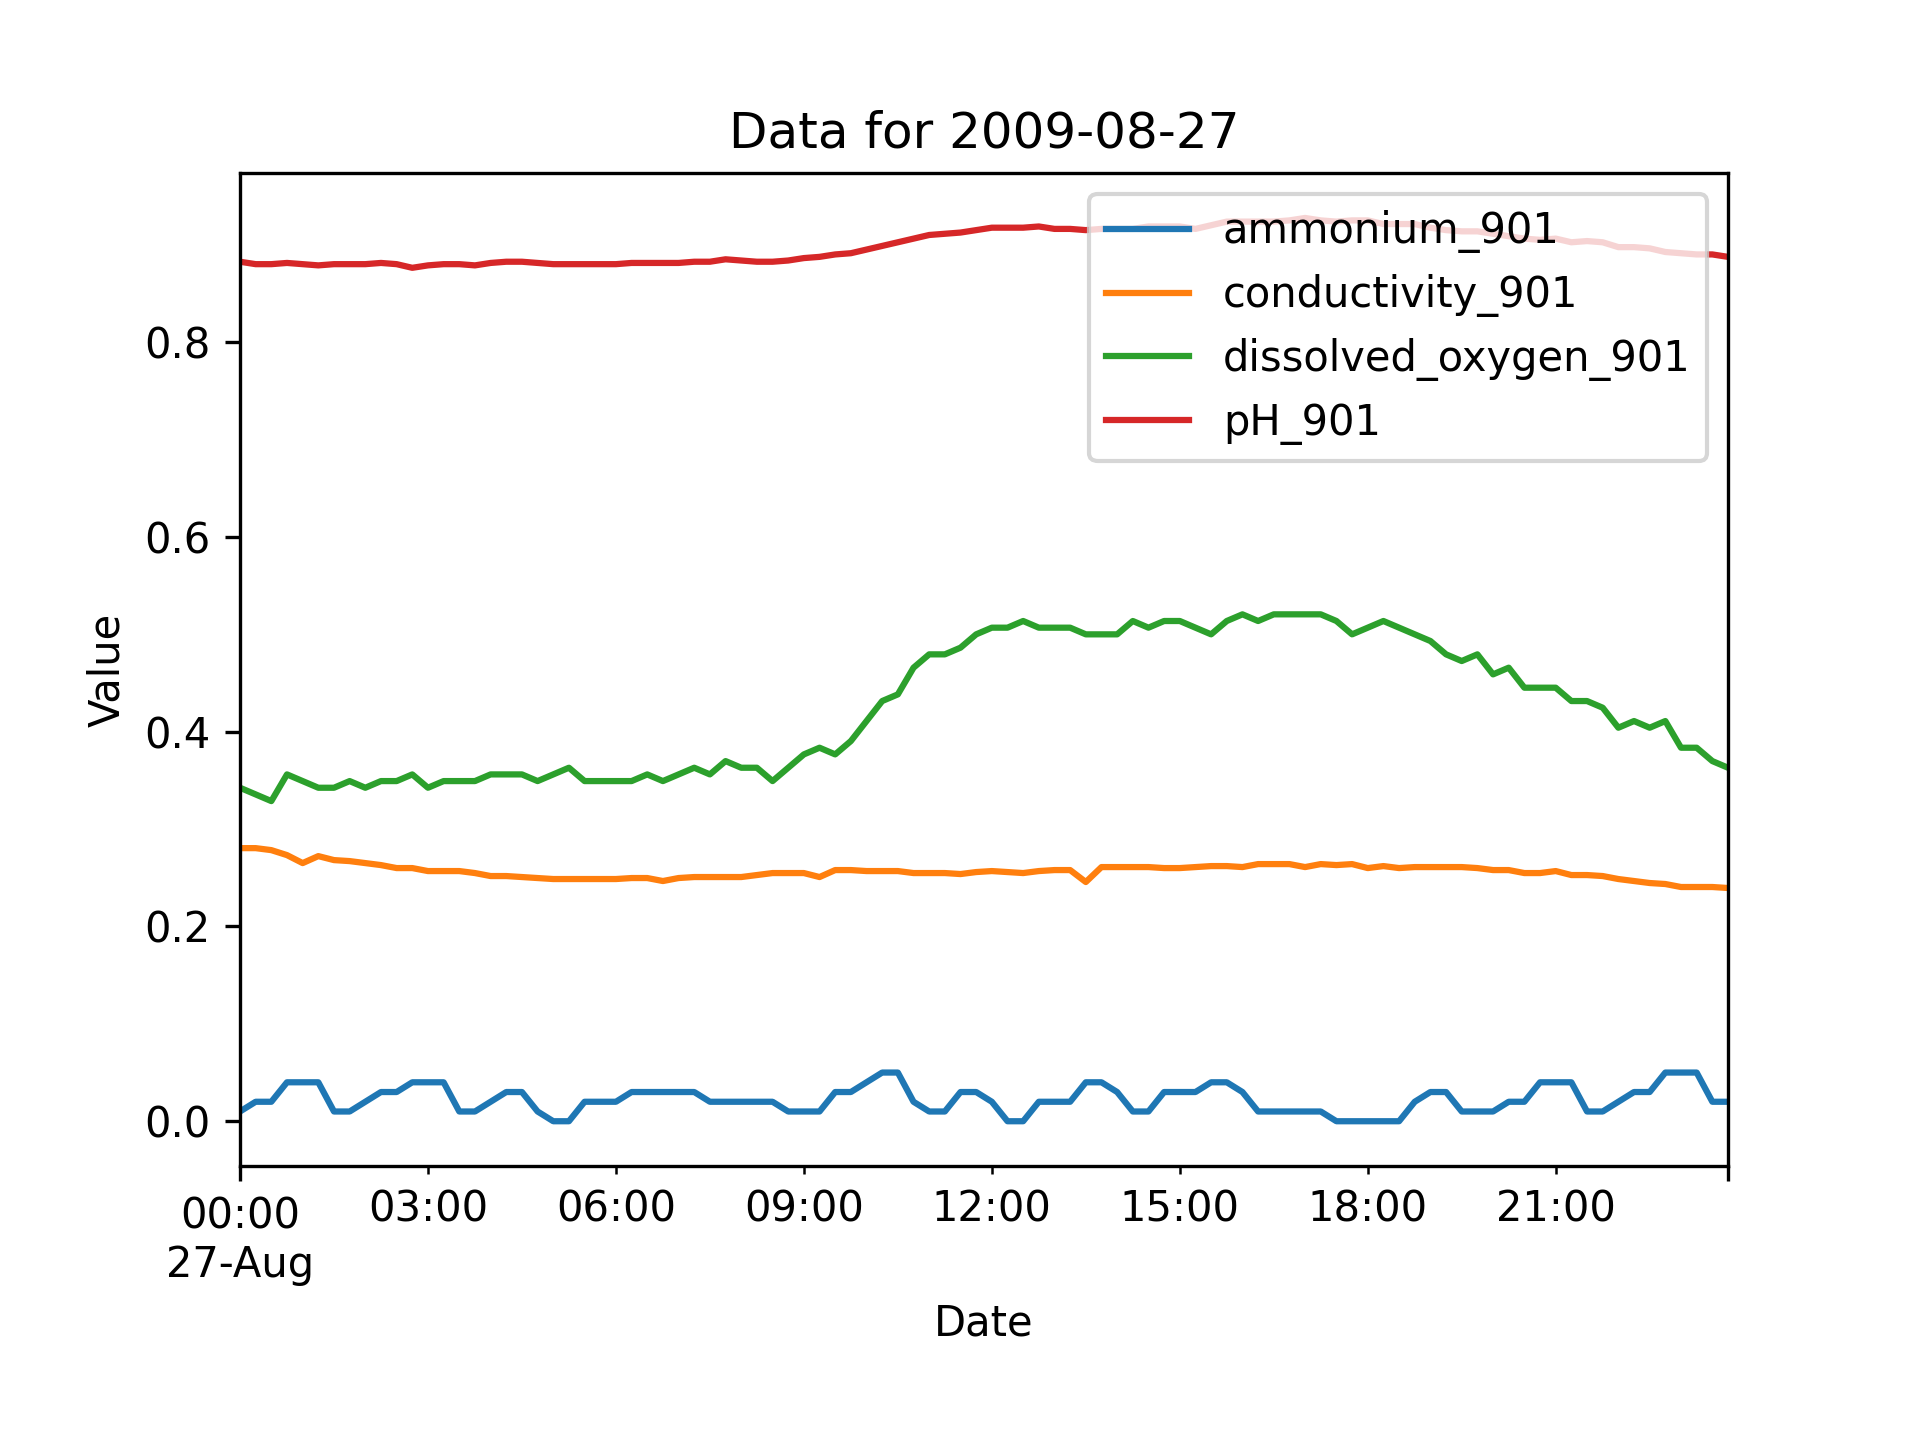 Data for 2009-08-27
ammonium_901
conductivity_901
dissolved_oxygen_901
pH_901
Value
0.8
0.6
0.4
0.2
0.0
00:00 03:00 06:00 09:00 12:00 15:00 18:00 21:00
27-Aug
Date